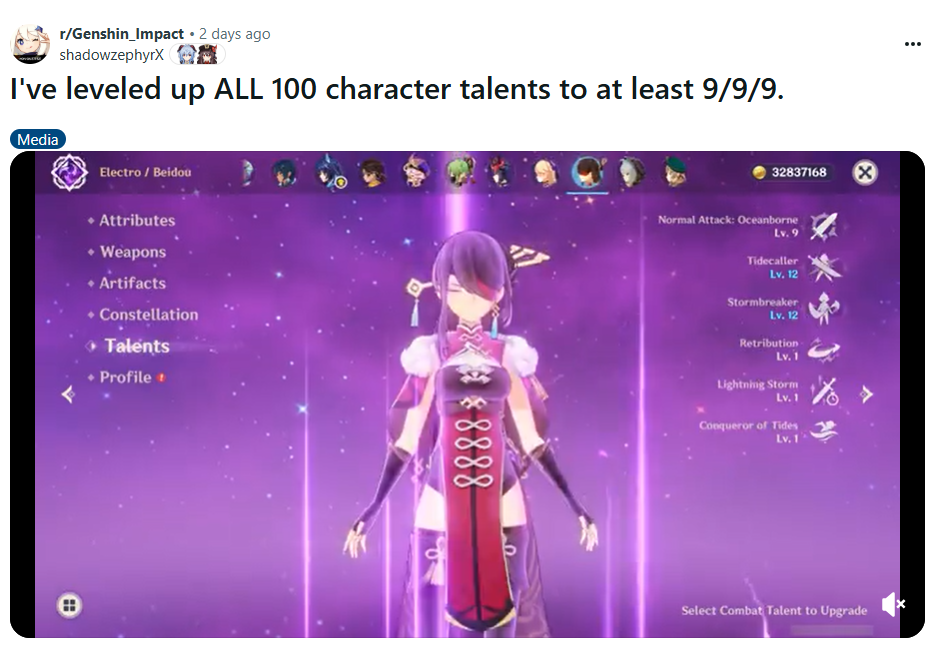 r/Genshin_Impact • 2 days ago
shadowzephyrX
I've leveled up ALL 100 character talents to at least 9/9/9.
Media
Electro / Beidou
32837168
Attributes
Weapons
Artifacts
Constellation
Talents
Profile
Normal Attack: Oceanborne
Lv. 9
Tidecaller
Lv. 12
Stormbreaker
Lv. 12
Retribution
Lv. 1
Lightning Storm
Lv. 1
Conqueror of Tides
Lv. 1
Select Combat Talent to Upgrade